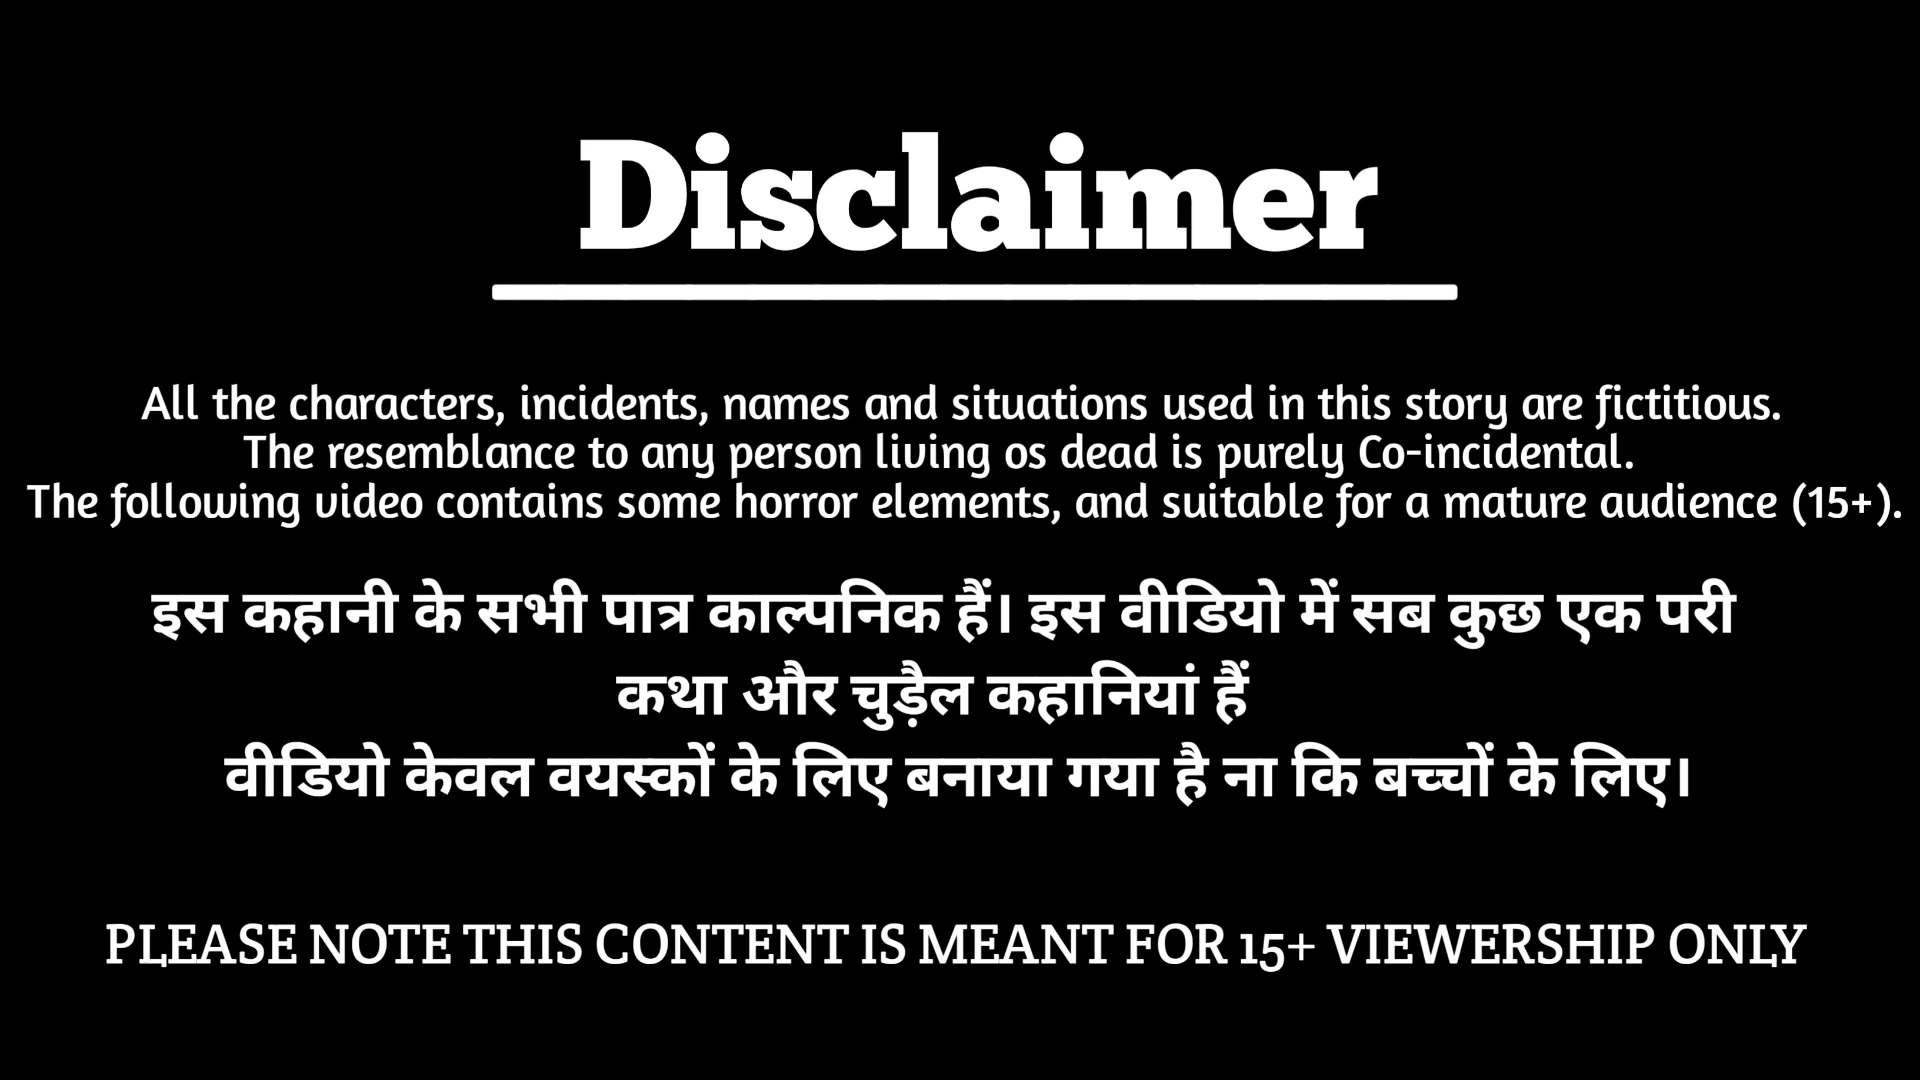 Disclaimer
All the characters, incidents, names and situations used in this story are fictitious.
The resemblance to any person living os dead is purely Co-incidental.
The following video contains some horror elements, and suitable for a mature audience (15+).
इस कहानी के सभी पात्र काल्पनिक हैं। इस वीडियो में सब कुछ एक परी
कथा और चुड़ैल कहानियां हैं
वीडियो केवल वयस्कों के लिए बनाया गया है ना कि बच्चों के लिए।
PLEASE NOTE THIS CONTENT IS MEANT FOR 15+ VIEWERSHIP ONLY